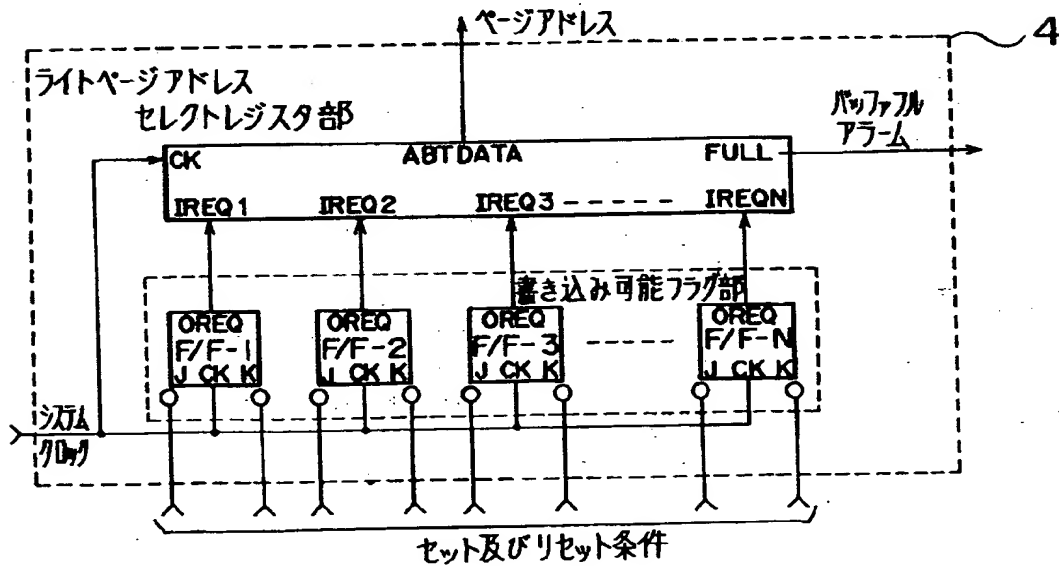 ページアドレス
4
ライトページアドレス
セレクトレジスタ部
バッファフル
アラーム
CK ABTDATA FULL
IREQ1 IREQ2 IREQ3 ----- IREQN
書き込み可能フラグ部
OREQ OREQ OREQ OREQ
F/F-1 F/F-2 F/F-3 ----- F/F-N
J CK K J CK K J CK K J CK K
システム
クロック
セット及びリセット条件